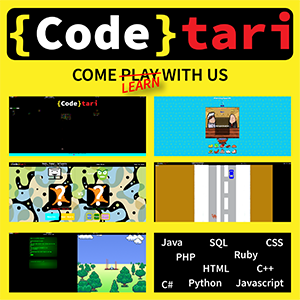 {Code}tari
COME PLAY WITH US
LEARN
{Code}tari
Java SQL CSS
PHP Ruby
HTML C++
C# Python Javascript